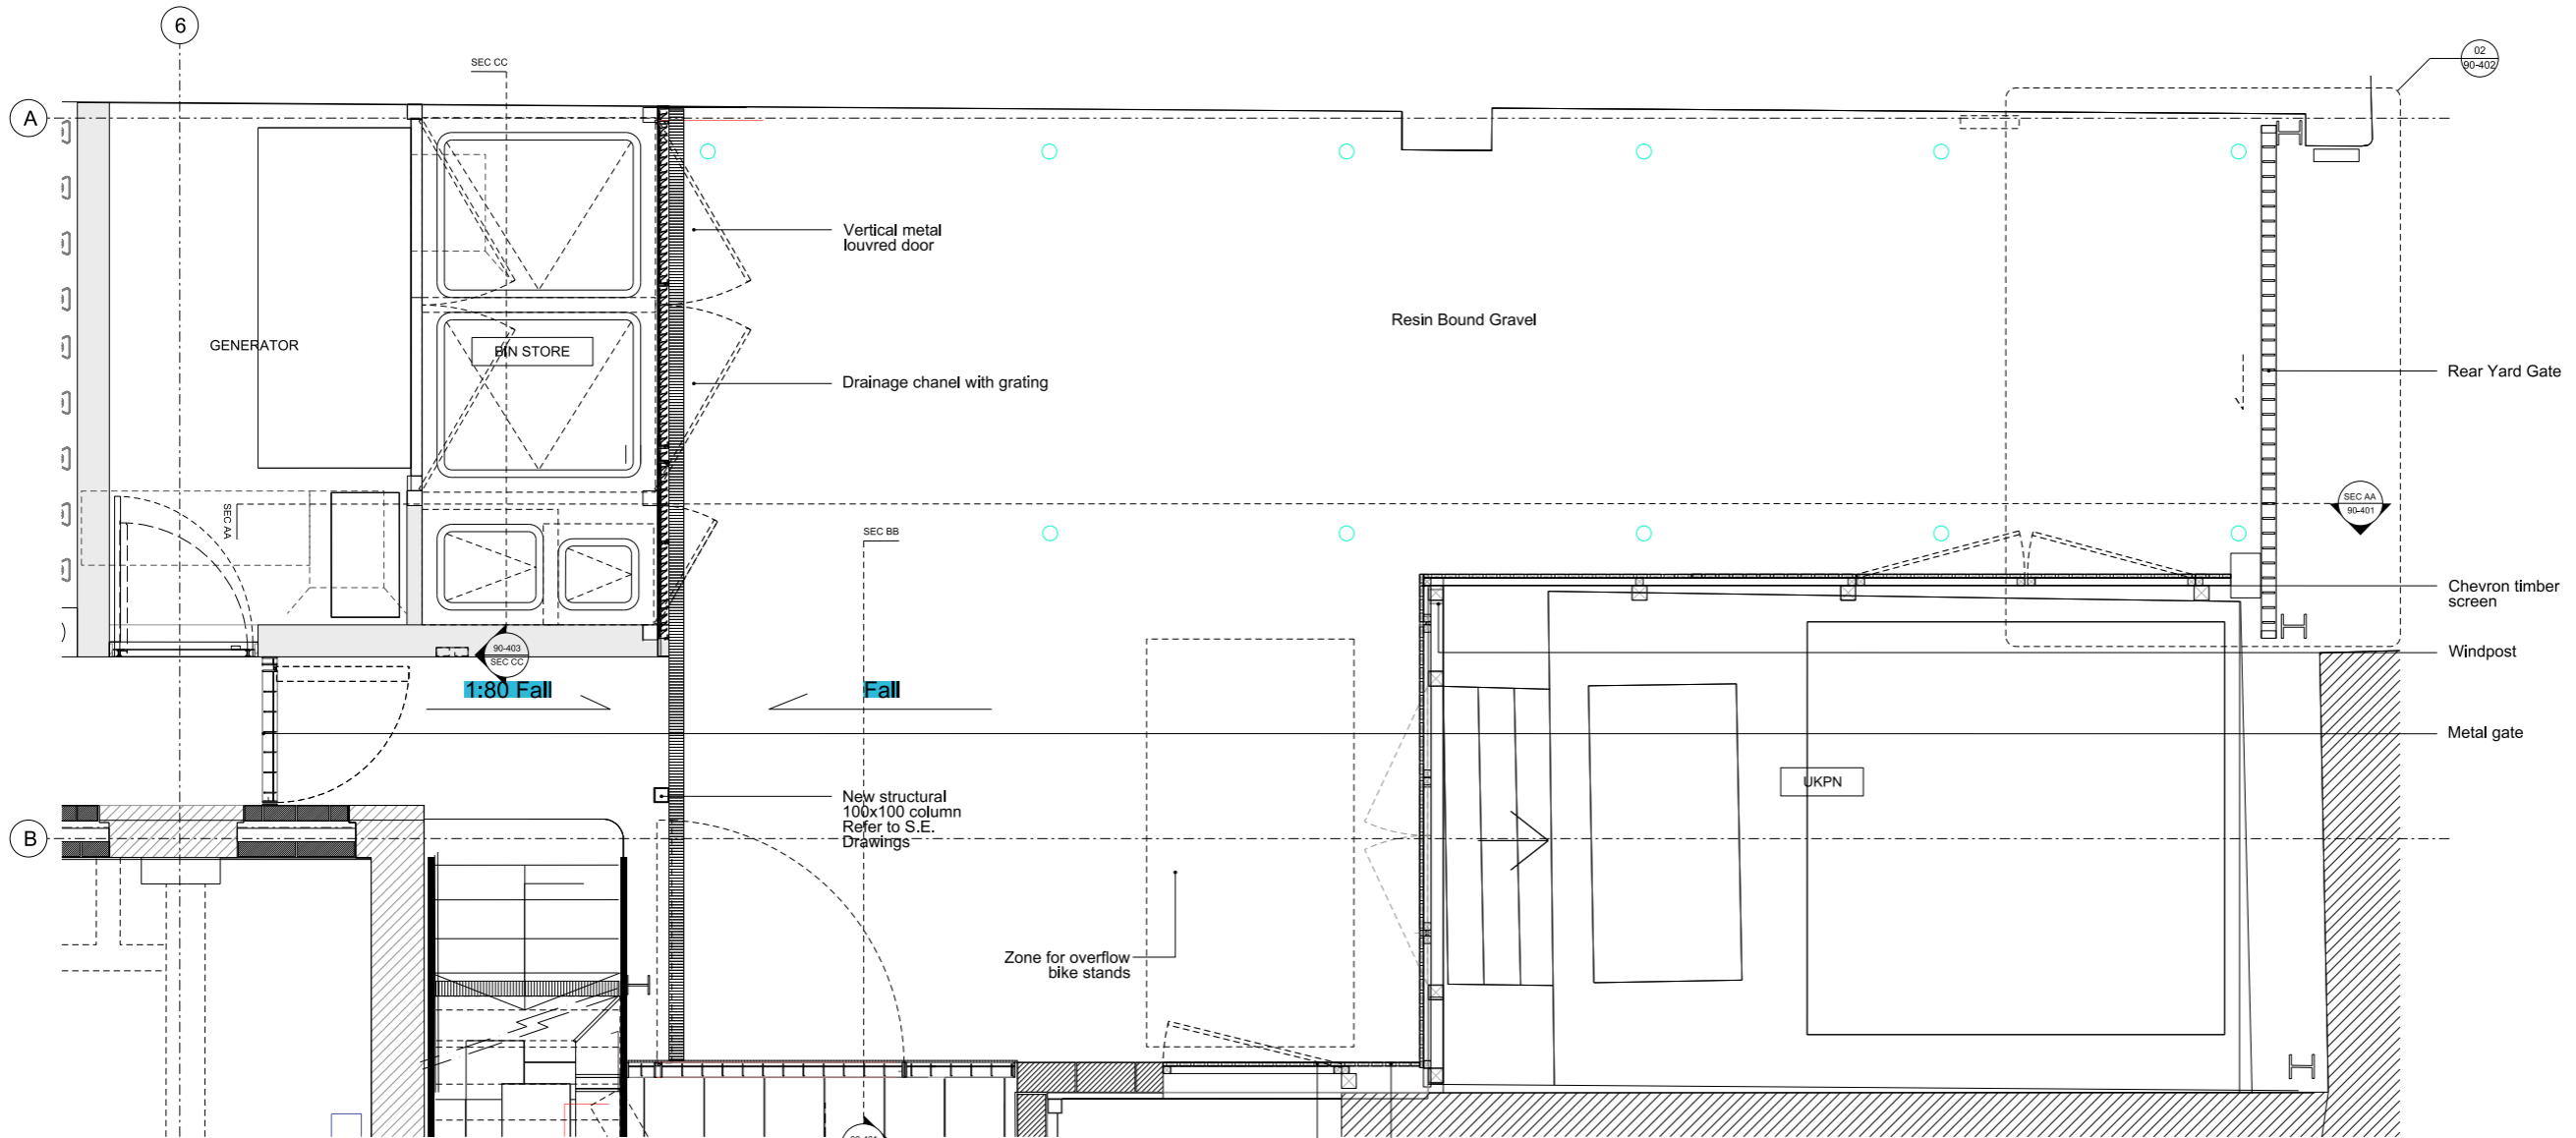 6
SEC CC
02
90-402
A
Vertical metal
louvred door
Resin Bound Gravel
GENERATOR
BIN STORE
Rear Yard Gate
Drainage chanel with grating
SEC AA
SEC AA
90-401
SEC BB
Chevron timber
screen
90-403
SEC CC
Windpost
1:80 Fall
Fall
Metal gate
UKPN
New structural
100x100 column
Refer to S.E.
Drawings
B
Zone for overflow
bike stands